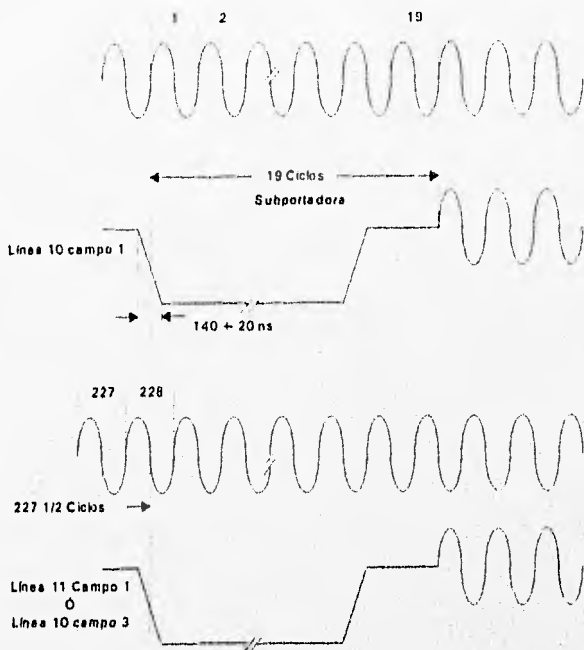 1 2 19
19 Ciclos
Subportadora
Línea 10 campo 1
140 +- 20 ns
227 228
227 1/2 Ciclos
Línea 11 Campo 1
Ó
Línea 10 campo 3